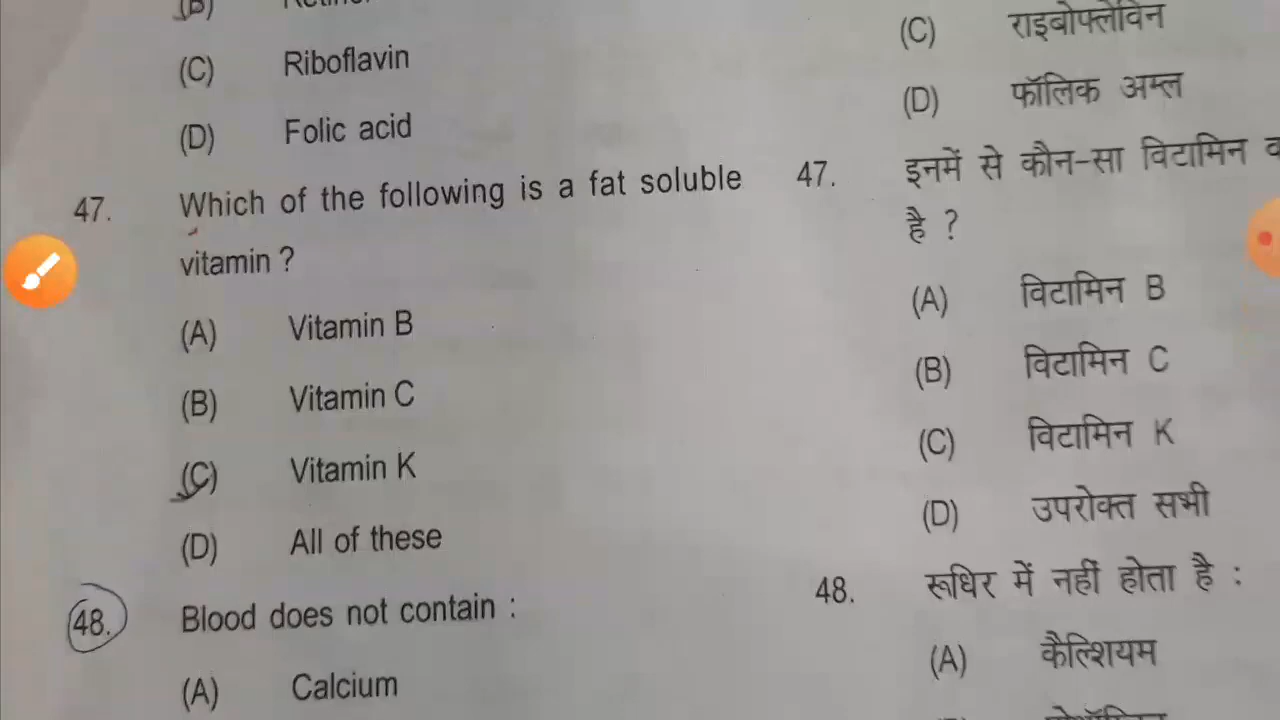 (B)
(C) Riboflavin
(D) Folic acid
47. Which of the following is a fat soluble
vitamin ?
(A) Vitamin B
(B) Vitamin C
(C) Vitamin K
(D) All of these
48. Blood does not contain :
(A) Calcium
(C) राइबोफ्लेविन
(D) फॉलिक अम्ल
47. इनमें से कौन-सा विटामिन
है ?
(A) विटामिन B
(B) विटामिन C
(C) विटामिन K
(D) उपरोक्त सभी
48. रूधिर में नहीं होता है :
(A) कैल्शियम